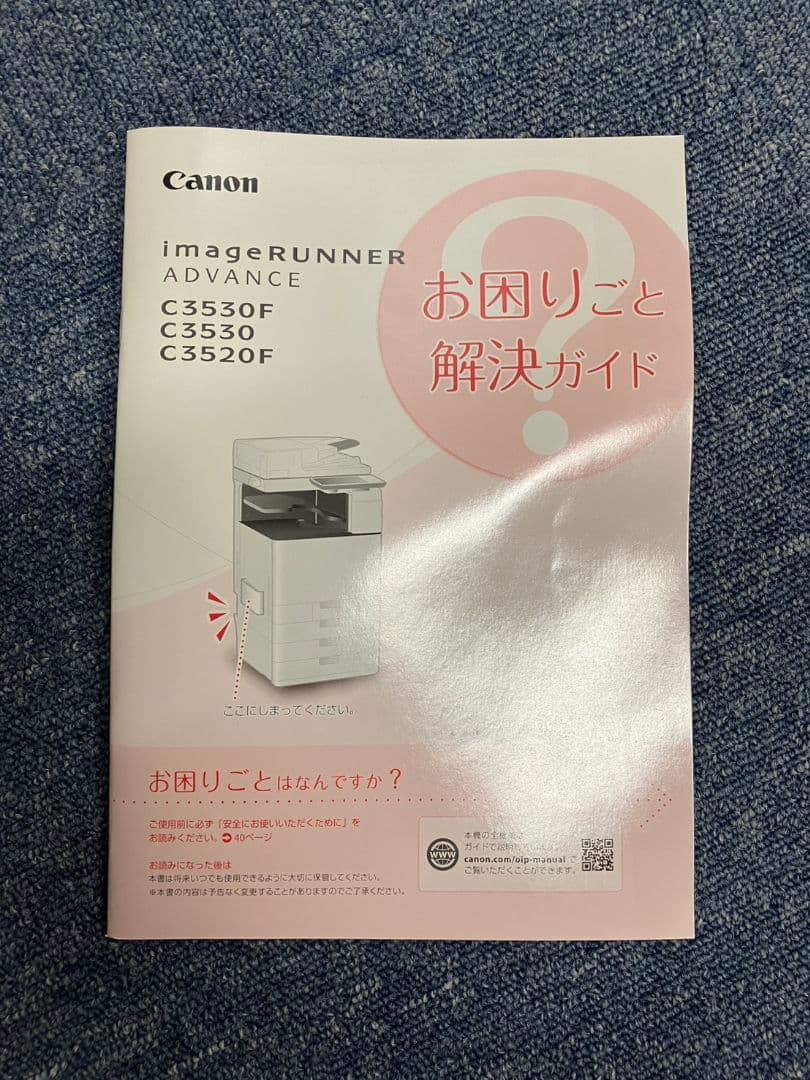 Canon
imageRUNNER
ADVANCE
C3530F
C3530
C3520F
お困りごと
解決ガイド
?
ここにしまってください。
お困りごとはなんですか?
ご使用前に必ず「安全にお使いいただくために」を
お読みください。 40ページ
お読みになった後は
本書は将来いつでも使用できるように大切に保管してください。
※本書の内容は予告なく変更することがありますのでご了承ください。
WWW
本機の全機能は
ガイドで説明
canon.com/oip-manual で
ご覧いただくことができます。